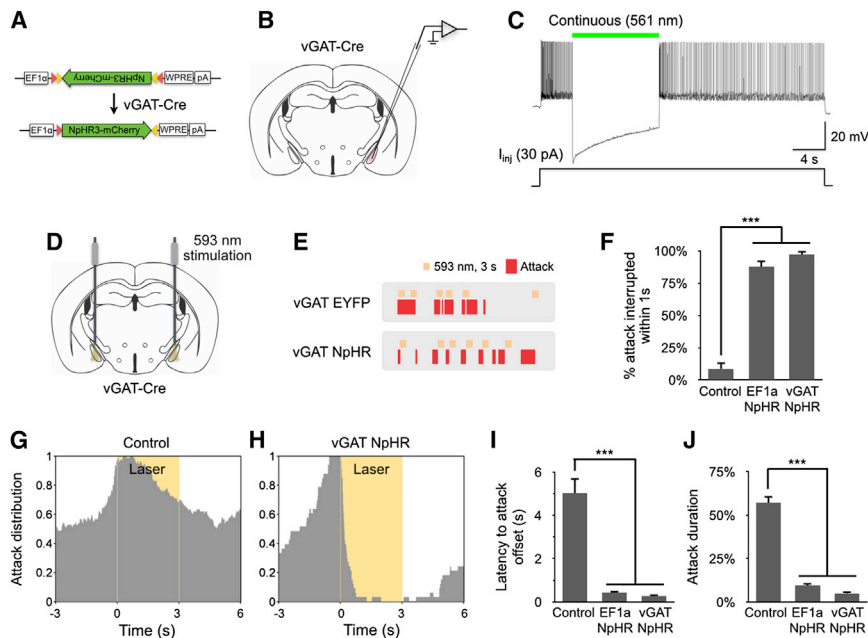 A
EF1α
NpHR3-mCherry
WPRE
pA
vGAT-Cre
EF1α
NpHR3-mCherry
WPRE
pA
B
vGAT-Cre
C
Continuous (561 nm)
20 mV
4 s
Iinj (30 pA)
D
593 nm
stimulation
vGAT-Cre
E
593 nm, 3 s
Attack
vGAT EYFP
vGAT NpHR
F
% attack interrupted
within 1s
100%
75%
50%
25%
0%
***
Control
EF1a
NpHR
vGAT
NpHR
G
Control
Laser
Attack distribution
1
0.8
0.6
0.4
0.2
0
-3
0
3
6
Time (s)
H
vGAT NpHR
Laser
1
0.8
0.6
0.4
0.2
0
-3
0
3
6
Time (s)
I
Latency to attack
offset (s)
6
4
2
0
***
Control
EF1a
NpHR
vGAT
NpHR
J
Attack duration
75%
50%
25%
0%
***
Control
EF1a
NpHR
vGAT
NpHR